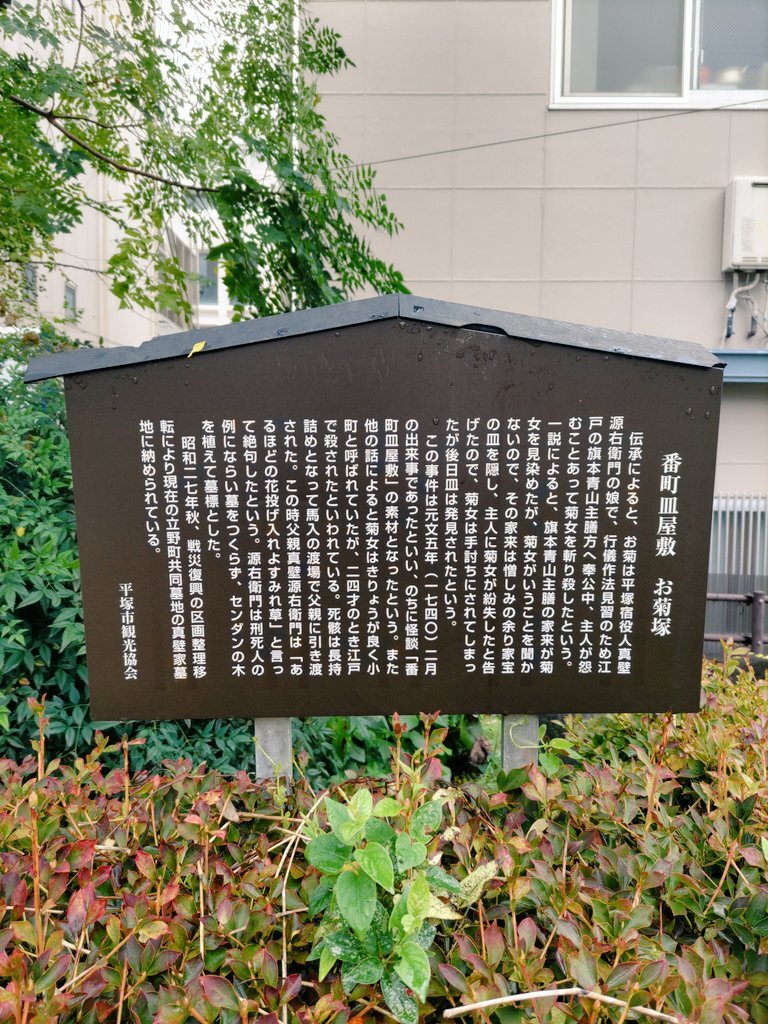 番町皿屋敷　お菊塚
伝承によると、お菊は平塚宿役人真壁
源右衛門の娘で、行儀作法見習のため江
戸の旗本青山主膳方へ奉公中、主人が怨
むことあって菊女を斬り殺したという。
一説によると、旗本青山主膳の家来が菊
女を見染めたが、菊女がいうことを聞か
ないので、その家来は憎しみの余り家宝
の皿を隠し、主人に菊女が紛失したと告
げたので、菊女は手討ちにされてしまっ
たが後日皿は発見されたという。
この事件は元文五年（一七四〇）二月
の出来事であったといい、のちに怪談「番
町皿屋敷」の素材となったという。また
他の話によると菊女はきりょうが良く小
町と呼ばれていたが、二四才のとき江戸
で殺されたといわれている。死骸は長持
詰めとなって馬入の渡場で父親に引き渡
された。この時父親真壁源右衛門は「あ
るほどの花投げ入れよすみれ草」と言っ
て絶句したという。源右衛門は刑死人の
例にならい墓をつくらず、センダンの木
を植えて墓標とした。
昭和二七年秋、戦災復興の区画整理移
転により現在の立野町共同墓地の真壁家墓
地に納められている。
平塚市観光協会